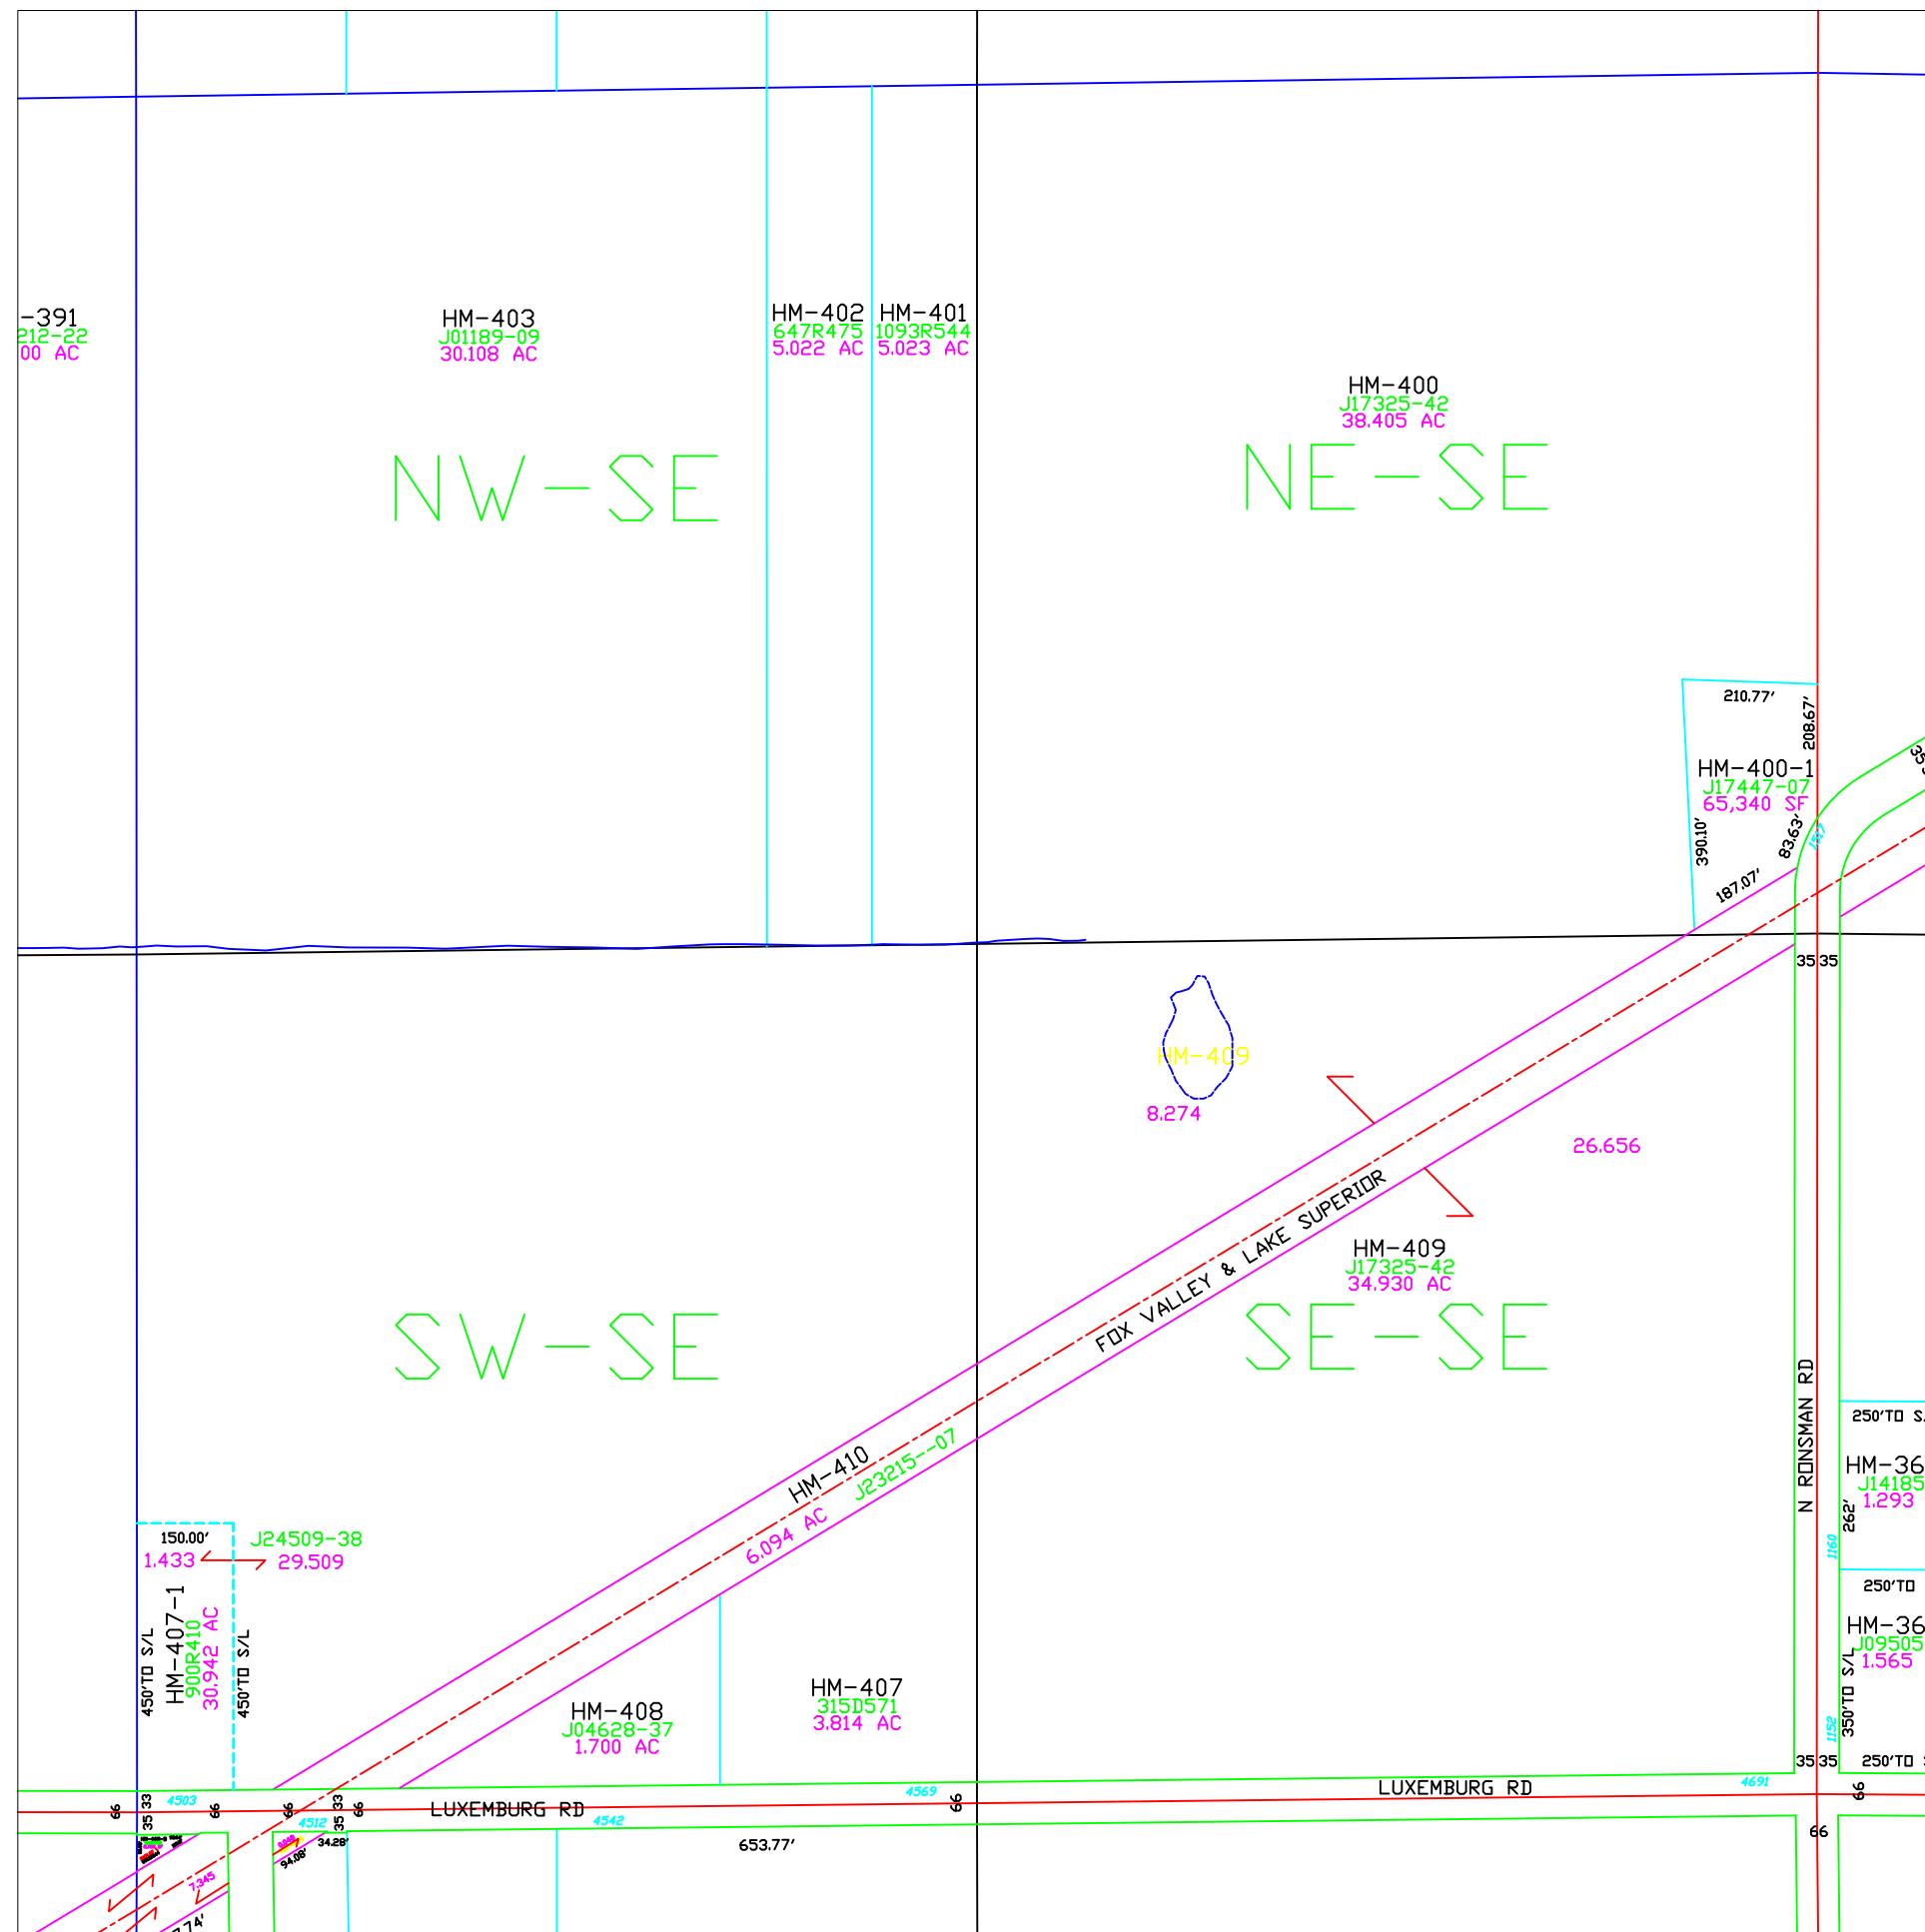 -391
212-22
00 AC
HM-403
J01189-09
30.108 AC
HM-402
647R475
5.022 AC
HM-401
1093R544
5.023 AC
HM-400
J17325-42
38.405 AC
NW-SE
NE-SE
210.77'
208.67'
HM-400-1
J17447-07
65,340 SF
390.10'
83.63'
1517
187.07'
35 35
HM-409
8.274
26.656
FOX VALLEY & LAKE SUPERIOR
HM-409
J17325-42
34.930 AC
SW-SE
SE-SE
N RONSMAN RD
250'TO S/
HM-36
J14185
1.293
262'
1160
HM-410
J23215--07
6.094 AC
150.00'
J24509-38
1.433
29.509
450'TO S/L
HM-407-1
900R410
30.942 AC
450'TO S/L
250'TO
HM-36
J09505
1.565
350'TO S/L
1152
HM-408
J04628-37
1.700 AC
HM-407
315D571
3.814 AC
35 35
250'TO
4503
4569
4691
LUXEMBURG RD
66
35 33
66
66
35 33
66
LUXEMBURG RD
66
66
4512
4542
34.28'
94.08'
653.77'
66
7.345
7.74'